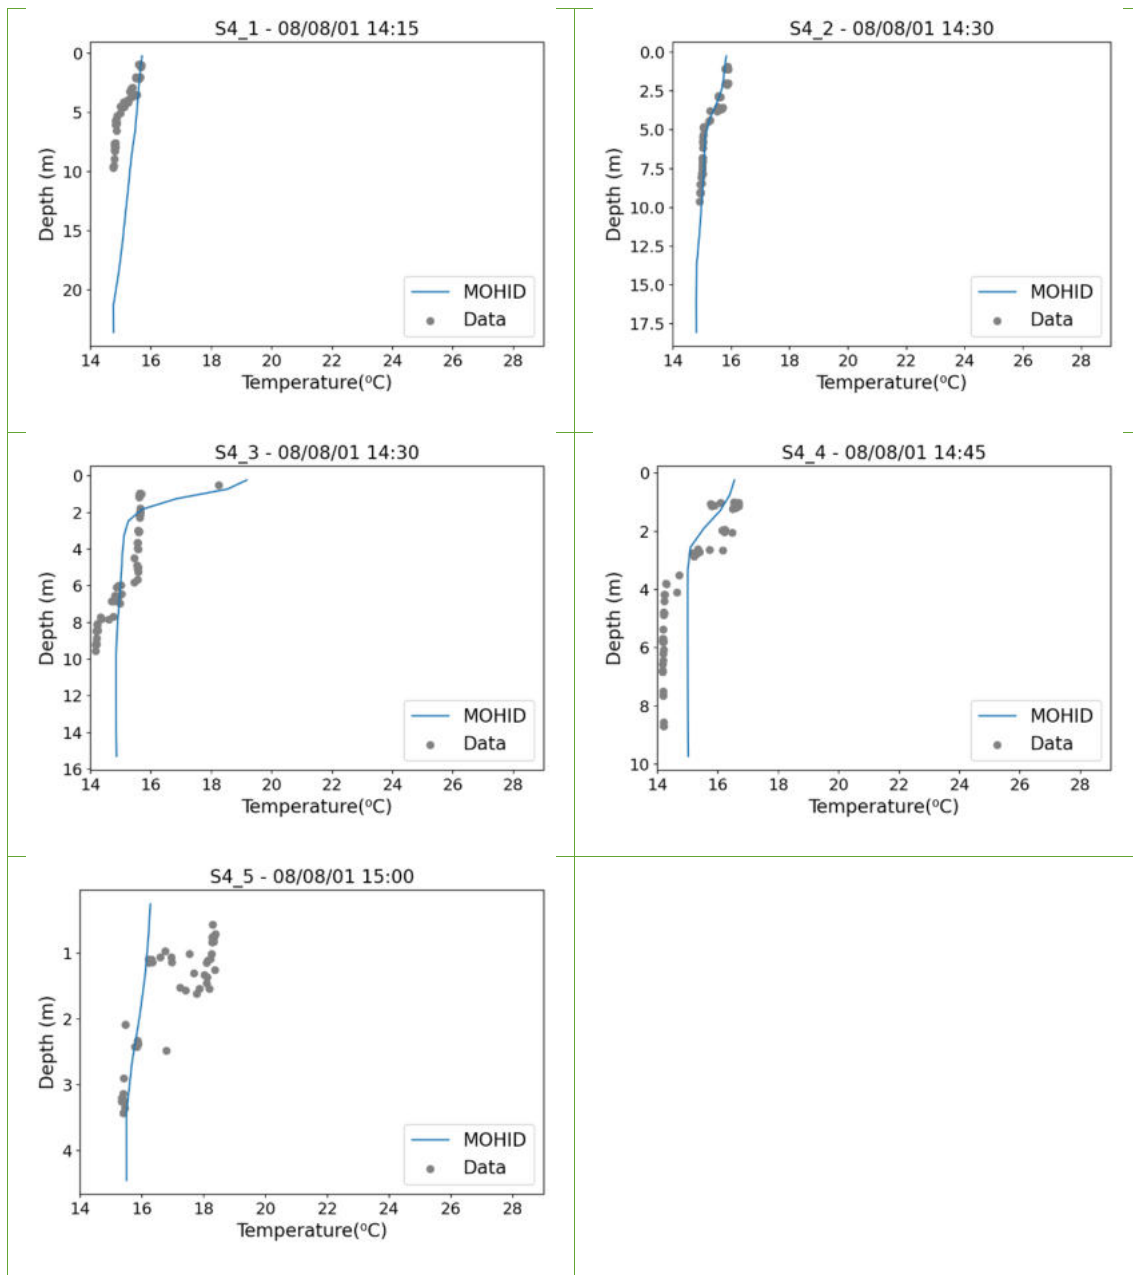 S4_1 - 08/08/01 14:15
0
5
10
15
20
Depth (m)
MOHID
Data
14 16 18 20 22 24 26 28
Temperature(ºC)
S4_2 - 08/08/01 14:30
0.0
2.5
5.0
7.5
10.0
12.5
15.0
17.5
Depth (m)
MOHID
Data
14 16 18 20 22 24 26 28
Temperature(ºC)
S4_3 - 08/08/01 14:30
0
2
4
6
8
10
12
14
16
Depth (m)
MOHID
Data
14 16 18 20 22 24 26 28
Temperature(ºC)
S4_4 - 08/08/01 14:45
0
2
4
6
8
10
Depth (m)
MOHID
Data
14 16 18 20 22 24 26 28
Temperature(ºC)
S4_5 - 08/08/01 15:00
1
2
3
4
Depth (m)
MOHID
Data
14 16 18 20 22 24 26 28
Temperature(ºC)